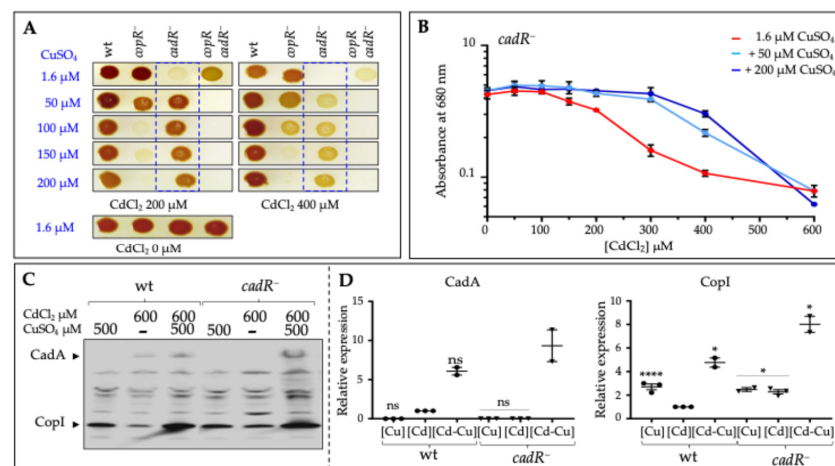 A
wt copR⁻ cadR⁻ copR⁻ cadR⁻ wt copR⁻ cadR⁻ copR⁻ cadR⁻
CuSO₄
1.6 µM
50 µM
100 µM
150 µM
200 µM
CdCl₂ 200 µM CdCl₂ 400 µM
1.6 µM
CdCl₂ 0 µM
B
cadR⁻
1.6 µM CuSO₄
+ 50 µM CuSO₄
+ 200 µM CuSO₄
Absorbance at 680 nm
10
1
0.1
0 100 200 300 400 500 600
[CdCl₂] µM
C
wt cadR⁻
CdCl₂ µM 600 600 600 600
CuSO₄ µM 500 – 500 500 – 500
CadA
CopI
D
CadA
Relative expression
15
10
5
0
ns ns ns
[Cu] [Cd] [Cd-Cu] [Cu] [Cd] [Cd-Cu]
wt cadR⁻
CopI
Relative expression
10
8
6
4
2
0
**** * * *
[Cu] [Cd] [Cd-Cu] [Cu] [Cd] [Cd-Cu]
wt cadR⁻